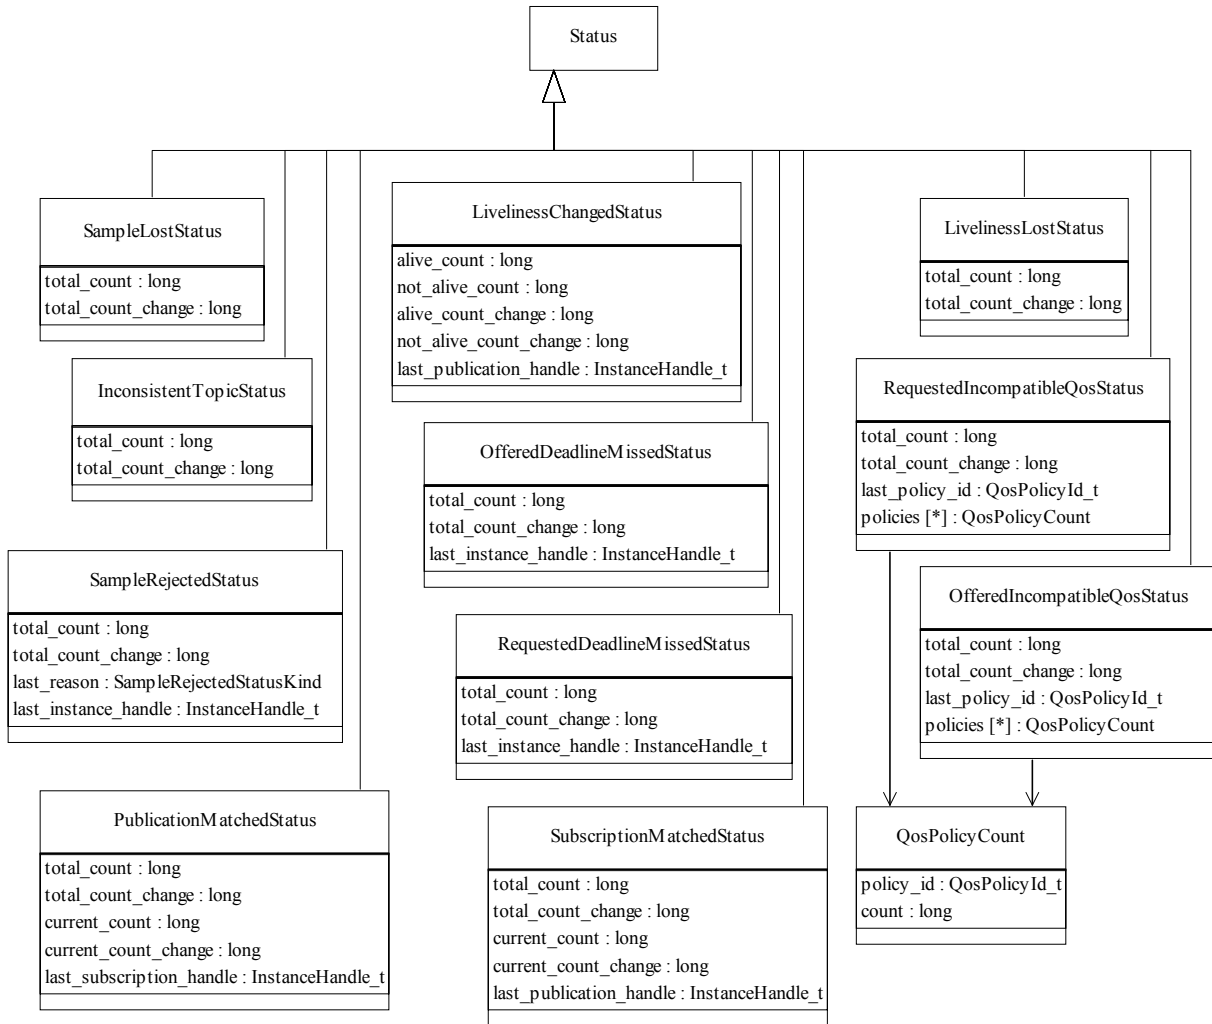 Status
SampleLostStatus
total_count : long
total_count_change : long
InconsistentTopicStatus
total_count : long
total_count_change : long
SampleRejectedStatus
total_count : long
total_count_change : long
last_reason : SampleRejectedStatusKind
last_instance_handle : InstanceHandle_t
PublicationMatchedStatus
total_count : long
total_count_change : long
current_count : long
current_count_change : long
last_subscription_handle : InstanceHandle_t
LivelinessChangedStatus
alive_count : long
not_alive_count : long
alive_count_change : long
not_alive_count_change : long
last_publication_handle : InstanceHandle_t
OfferedDeadlineMissedStatus
total_count : long
total_count_change : long
last_instance_handle : InstanceHandle_t
RequestedDeadlineMissedStatus
total_count : long
total_count_change : long
last_instance_handle : InstanceHandle_t
SubscriptionMatchedStatus
total_count : long
total_count_change : long
current_count : long
current_count_change : long
last_publication_handle : InstanceHandle_t
LivelinessLostStatus
total_count : long
total_count_change : long
RequestedIncompatibleQosStatus
total_count : long
total_count_change : long
last_policy_id : QosPolicyId_t
policies [*] : QosPolicyCount
OfferedIncompatibleQosStatus
total_count : long
total_count_change : long
last_policy_id : QosPolicyId_t
policies [*] : QosPolicyCount
QosPolicyCount
policy_id : QosPolicyId_t
count : long